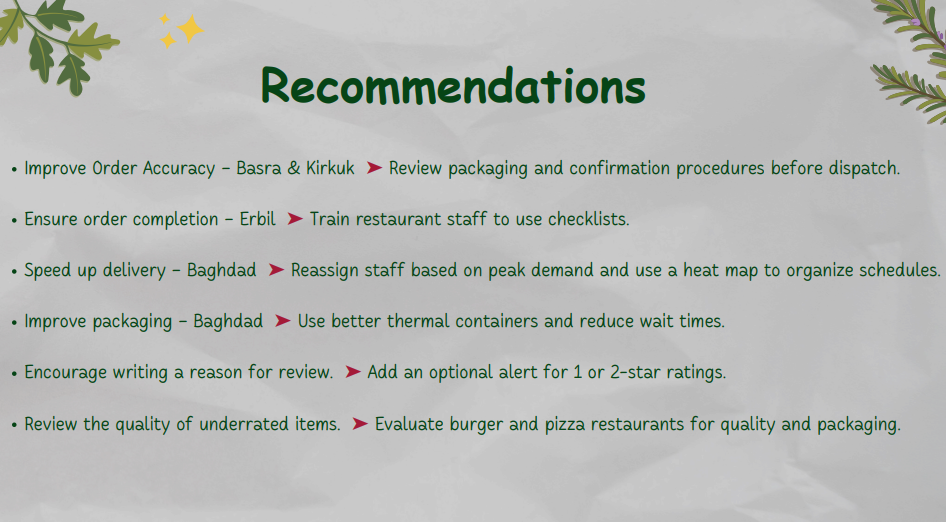 Recommendations
• Improve Order Accuracy – Basra & Kirkuk ➤ Review packaging and confirmation procedures before dispatch.
• Ensure order completion – Erbil ➤ Train restaurant staff to use checklists.
• Speed up delivery – Baghdad ➤ Reassign staff based on peak demand and use a heat map to organize schedules.
• Improve packaging – Baghdad ➤ Use better thermal containers and reduce wait times.
• Encourage writing a reason for review. ➤ Add an optional alert for 1 or 2-star ratings.
• Review the quality of underrated items. ➤ Evaluate burger and pizza restaurants for quality and packaging.